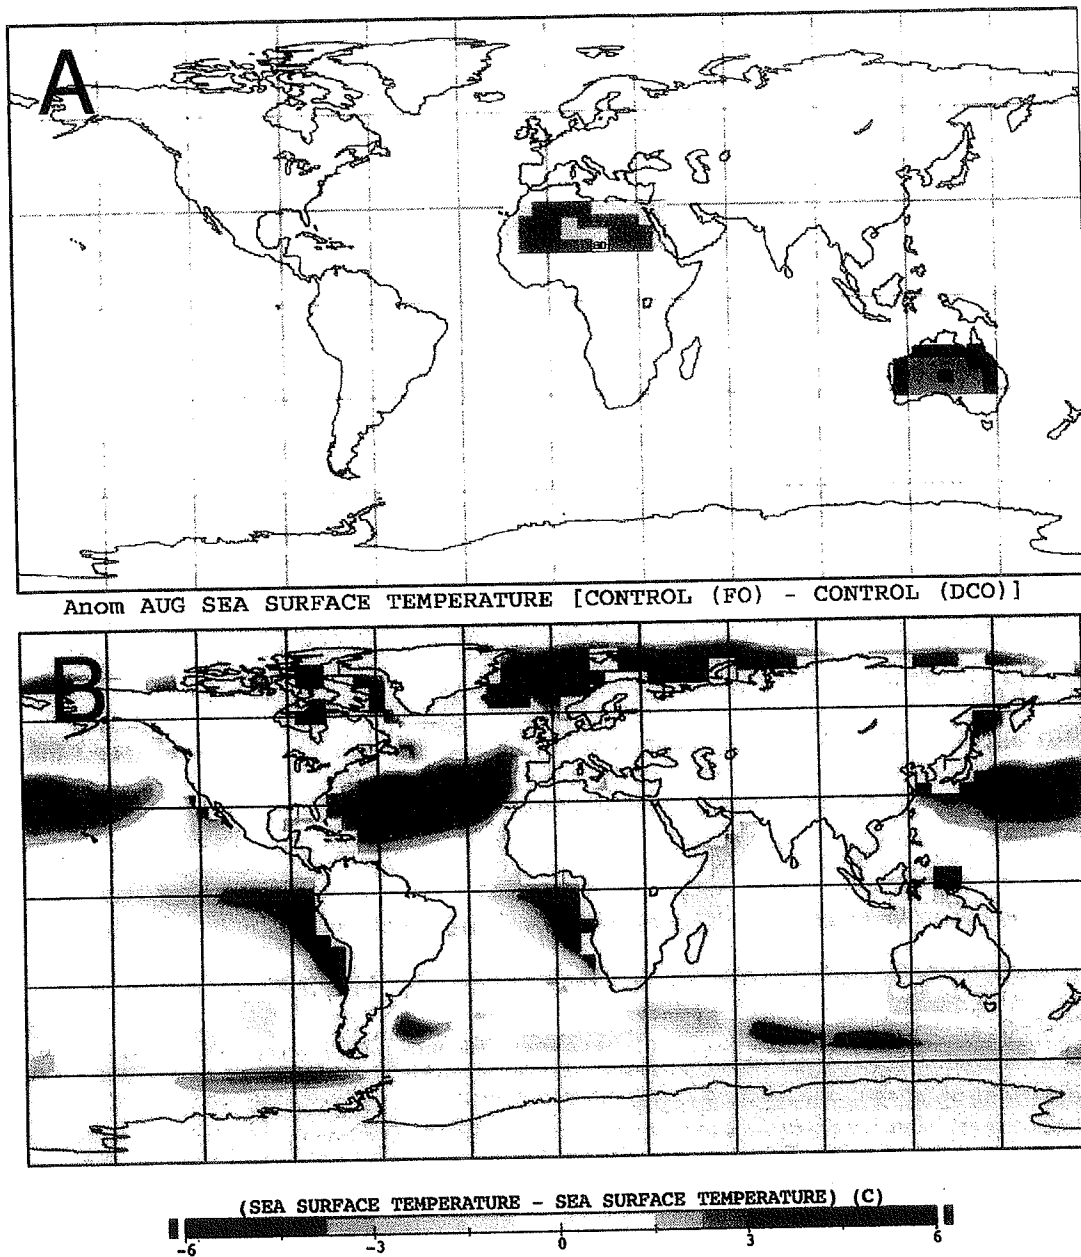 A
Anom AUG SEA SURFACE TEMPERATURE [CONTROL (FO) - CONTROL (DCO)]
B
(SEA SURFACE TEMPERATURE - SEA SURFACE TEMPERATURE) (C)
-6 -3 0 3 6